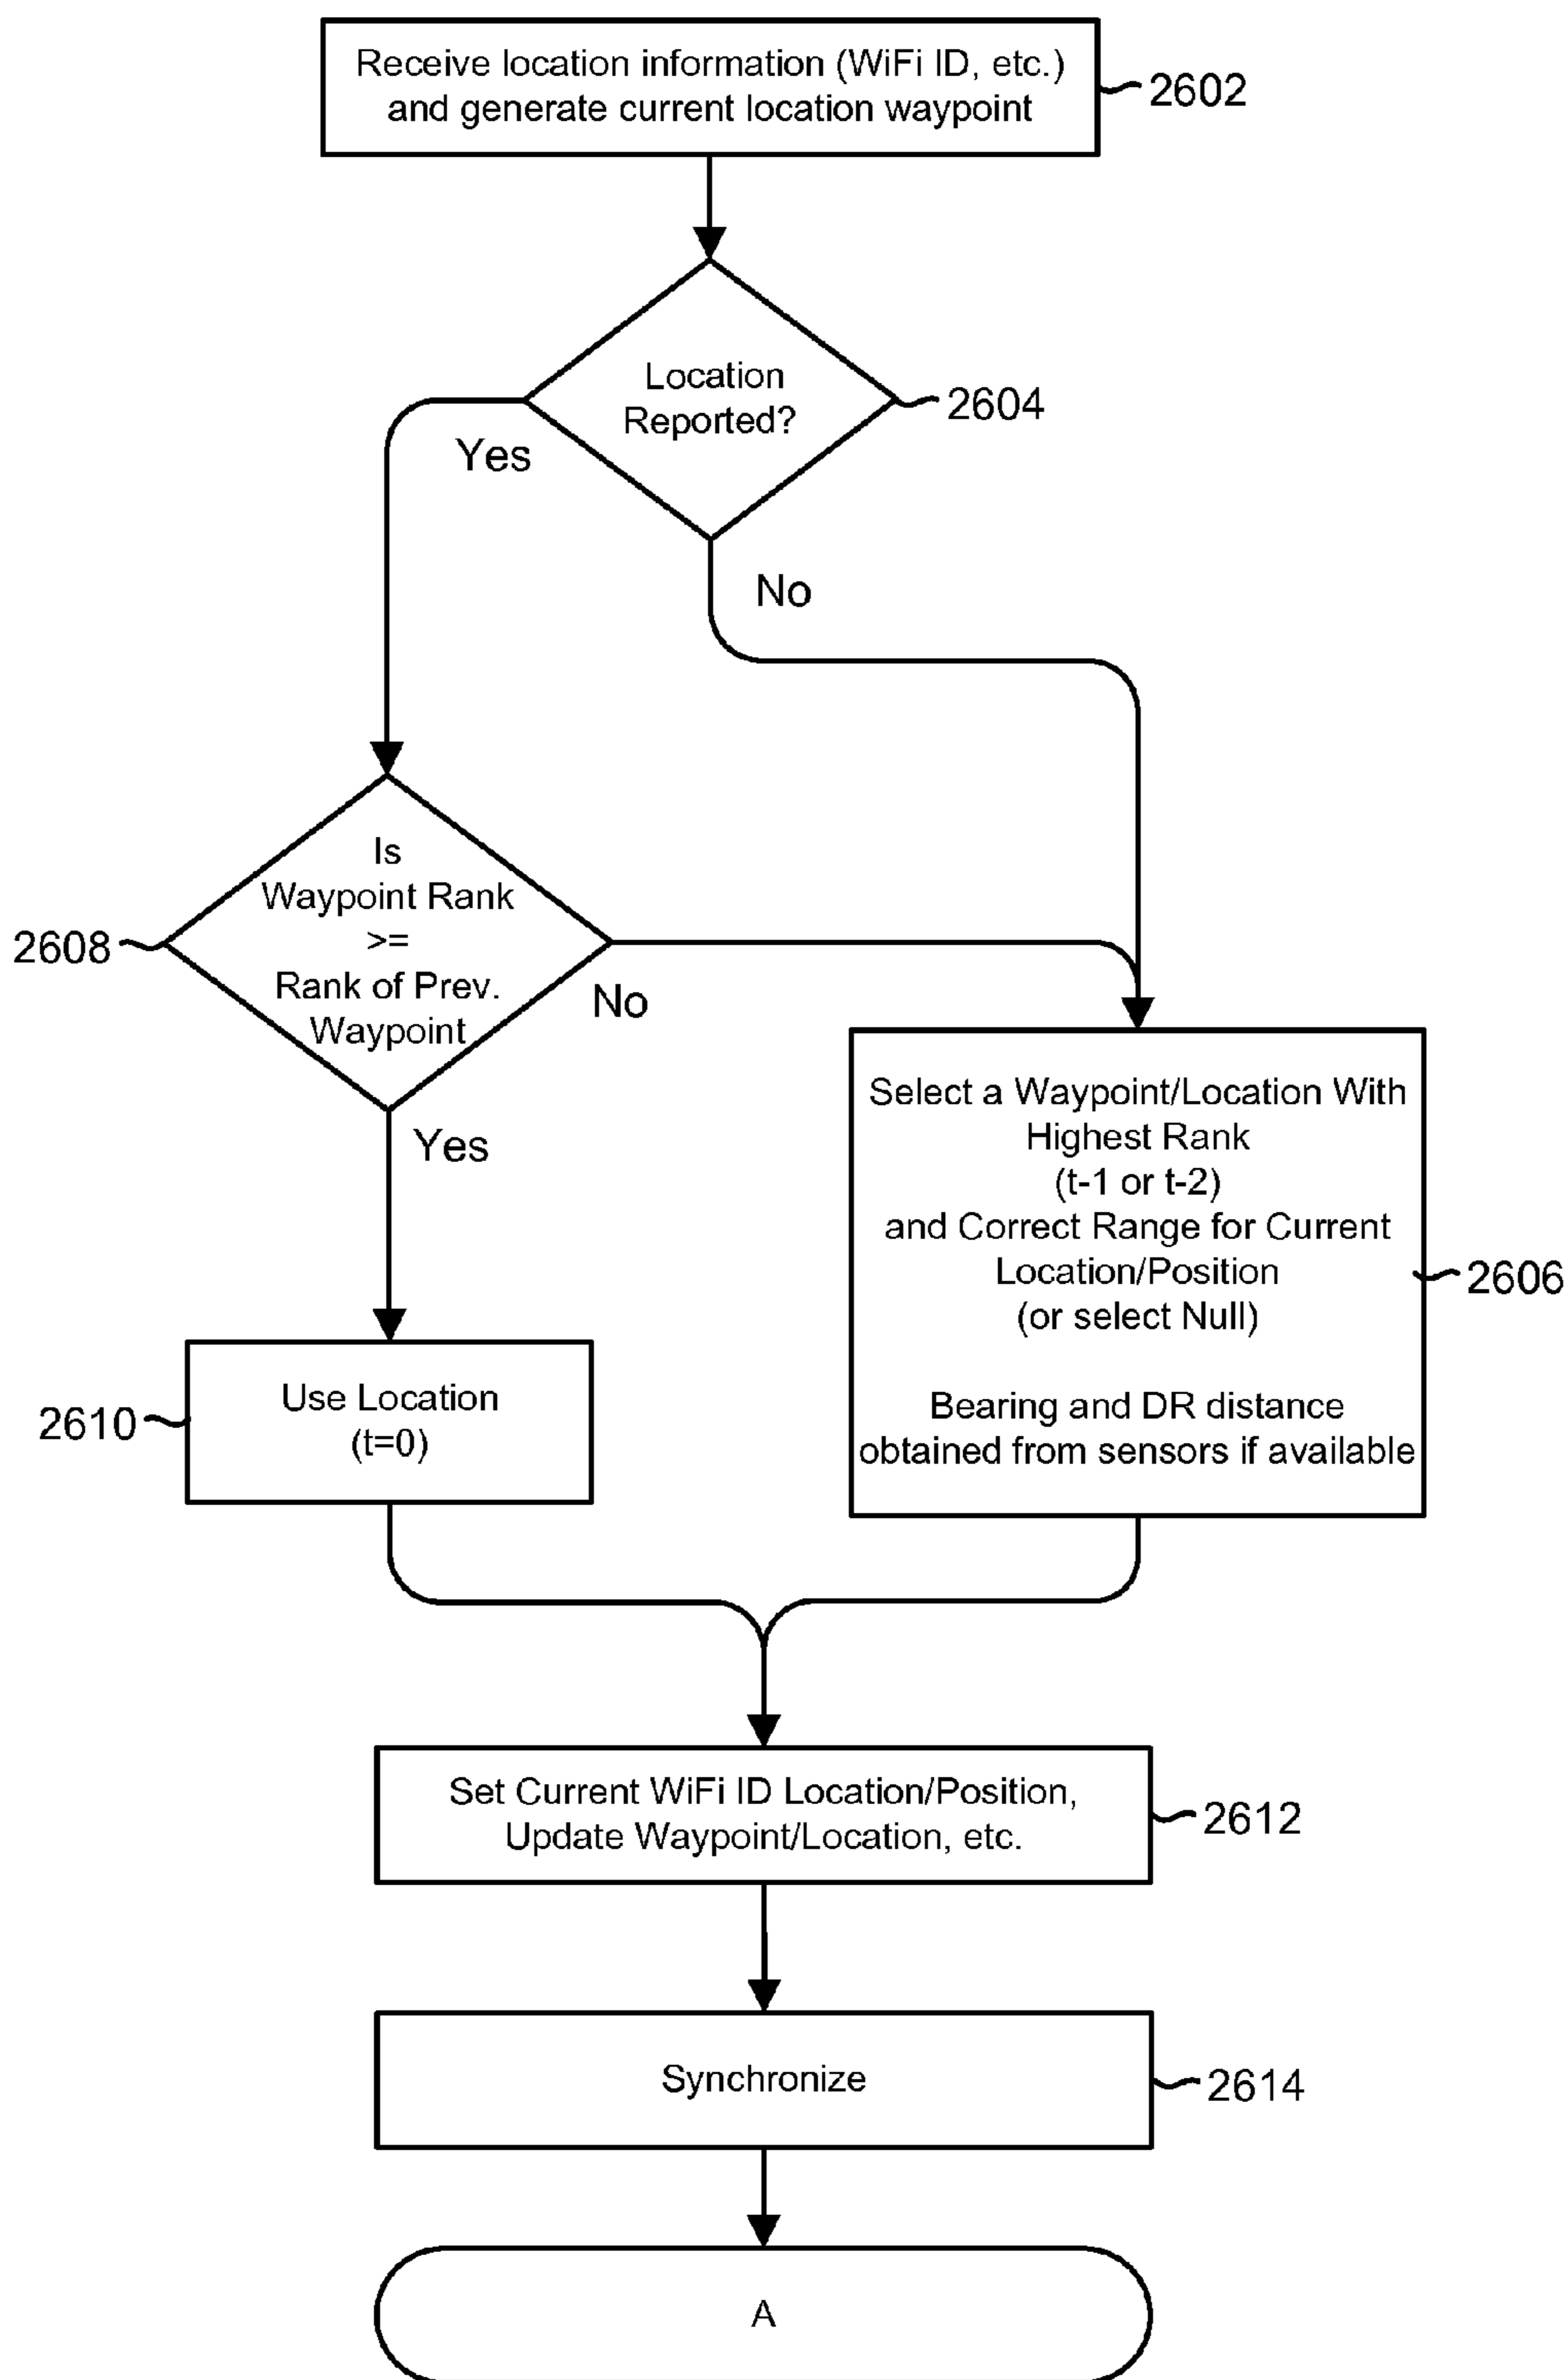 Receive location information (WiFi ID, etc.)
and generate current location waypoint
2602
Location
Reported?
2604
Yes
No
Is
Waypoint Rank
>=
Rank of Prev.
Waypoint
2608
No
Yes
Select a Waypoint/Location With
Highest Rank
(t-1 or t-2)
and Correct Range for Current
Location/Position
(or select Null)
Bearing and DR distance
obtained from sensors if available
2606
Use Location
(t=0)
2610
Set Current WiFi ID Location/Position,
Update Waypoint/Location, etc.
2612
Synchronize
2614
A